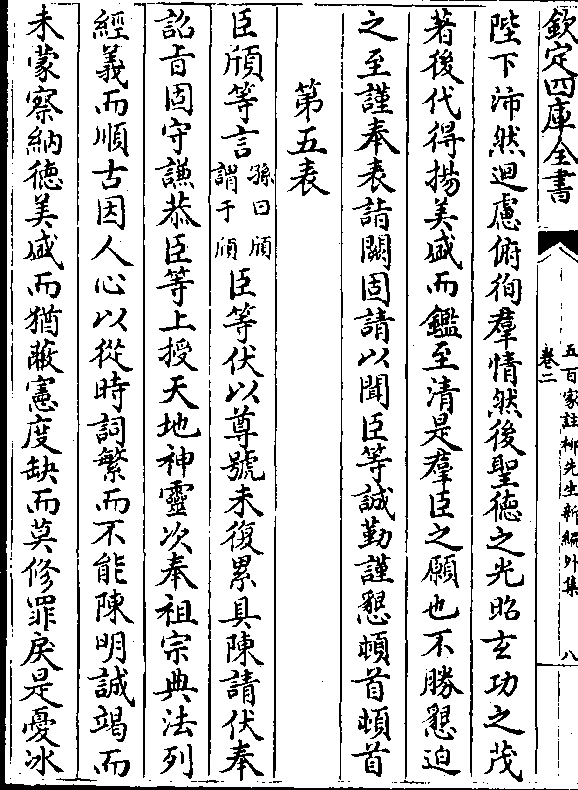 欽定四庫全書
五百家註柳先生新編外集
卷二
八
陛下沛然迴慮俯徇羣情然後聖德之光昭玄功之茂
著後代得揚美盛而鑑至清是羣臣之願也不勝懇迫
之至謹奉表詣闕固請以聞臣等誠勤謹懇頓首頓首
第五表
臣頎等言孫曰頎謂于頎臣等伏以尊號未復累具陳請伏奉
詔旨固守謙恭臣等上授天地神靈次奉祖宗典法列
經義而順古因人心以從時詞繁而不能陳明誠竭而
未蒙察納徳美盛而猶蔽憲度缺而莫修罪戾是憂冰